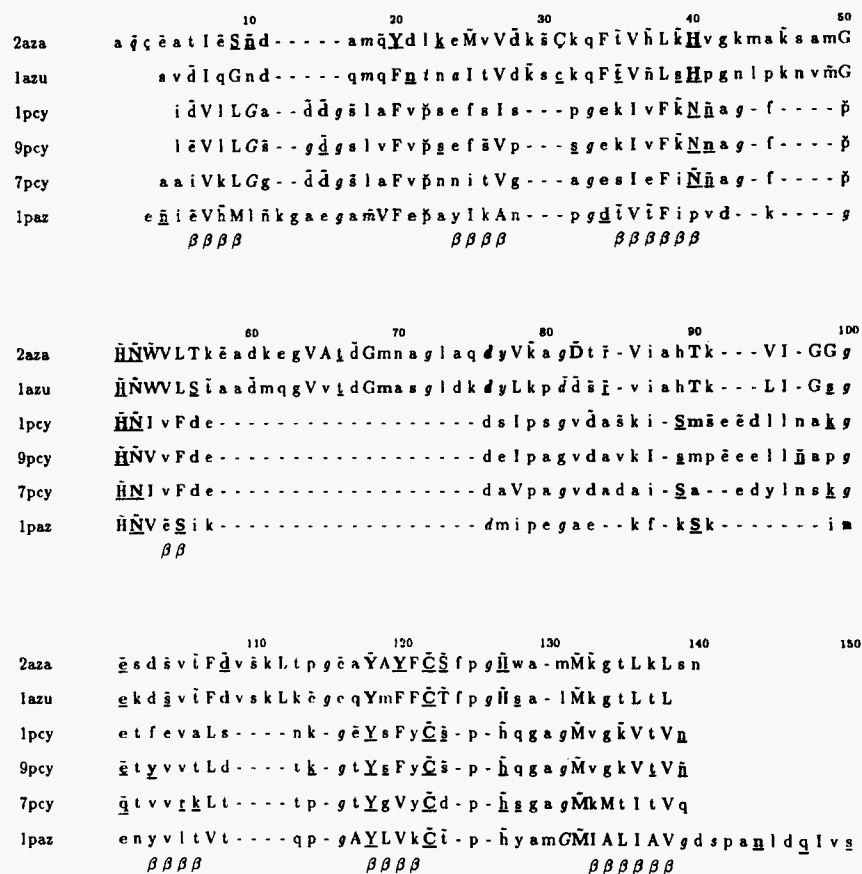 10 20 30 40 50
2aza a q̧̃ ç ẽ a t I ẽ S ñ d - - - - - a m q̃ Y d l k e M̃ v V d̃ k s̃ Ç k q F t̃ V h̃ L k̃ H v g k m a k̃ s a m G
1azu s v d̃ I q G n d - - - - - q m q F n t n a I t V d k s c k q F t̃ V ñ L s H p g n l p k n v m̃ G
1pcy i d̃ V l L G a - - d̃ d̃ g s̃ l a F v p̆ s e f s I s - - - p g e k I v F k̃ N ñ a g - f - - - - p̆
9pcy l ẽ V l L G s̃ - - g d̃ g s l v F v p s e f s̃ V p - - - s g e k I v F k̃ N n a g - f - - - - p̆
7pcy a a i V k L G g - - d̃ d̃ g s̃ l a F v p̆ n n i t V g - - - a g e s I e F i Ñ ñ a g - f - - - - p̆
1paz e ñ i ẽ V h̃ M l ñ k g a e g a m̃ V F e p̆ a y I k A n - - - p g d t̃ V t̃ F i p v d - - k - - - - g
β β β β β β β β β β β β β β
60 70 80 90 100
2aza H̃ Ñ W̃ V L T k ẽ a d k e g V A t d̃ G m n a g l a q d y V k̃ a g D̃ t r̃ - V i a h T k - - - V I - G G g
1azu H̃ N W V L S t̃ a a d̃ m q g V v t d G m a s g l d k d y L k p d̃ d̃ s̃ r̃ - v i a h T k - - - L I - G s g
1pcy H̃ Ñ I v F d e - - - - - - - - - - - - - - - - - - d s I p s g v d̃ a s̃ k i - S m s̃ e ẽ d l l n a k g
9pcy H̃ Ñ V v F d e - - - - - - - - - - - - - - - - - - d e I p a g v d a v k I - s m p ẽ e e l l ñ a p g
7pcy H̃ Ñ I v F d e - - - - - - - - - - - - - - - - - - d a V p a g v d a d a i - S a - - e d y l n s k g
1paz H̃ Ñ V ẽ S i k - - - - - - - - - - - - - - - - - - d m i p e g a e - - k f - k S k - - - - - - - i m
β β
110 120 130 140 150
2aza ẽ s d s̃ v t̃ F d v s̃ k L t p g ẽ a Ỹ A Y F C̃ S̃ f p g H̃ w a - m M̃ k̃ g t L k L s n
1azu ẽ k d s̃ v t̃ F d v s k L k ẽ g e q Y m F F C̃ T̃ f p g H̃ s a - l M̃ k g t L t L
1pcy e t f e v a L s - - - - n k - g ẽ Y s F y C̃ s̃ - p - h̃ q g a g M̃ v g k̃ V t V n
9pcy ẽ t y v v t L d - - - - t k - g t Y s F y C̃ s̃ - p - h̃ q g a g M̃ v g k V t V ñ
7pcy q̃ t v v r k L t - - - - t p - g t Y g V y C̃ d - p - h̃ s g a g M̃ k M t I t V q
1paz e n y v l t V t - - - - q p - g A Y L V k C̃ t̃ - p - h̃ y a m G M̃ I A L I A V g d s p a n l d q I v s
β β β β β β β β β β β β β β